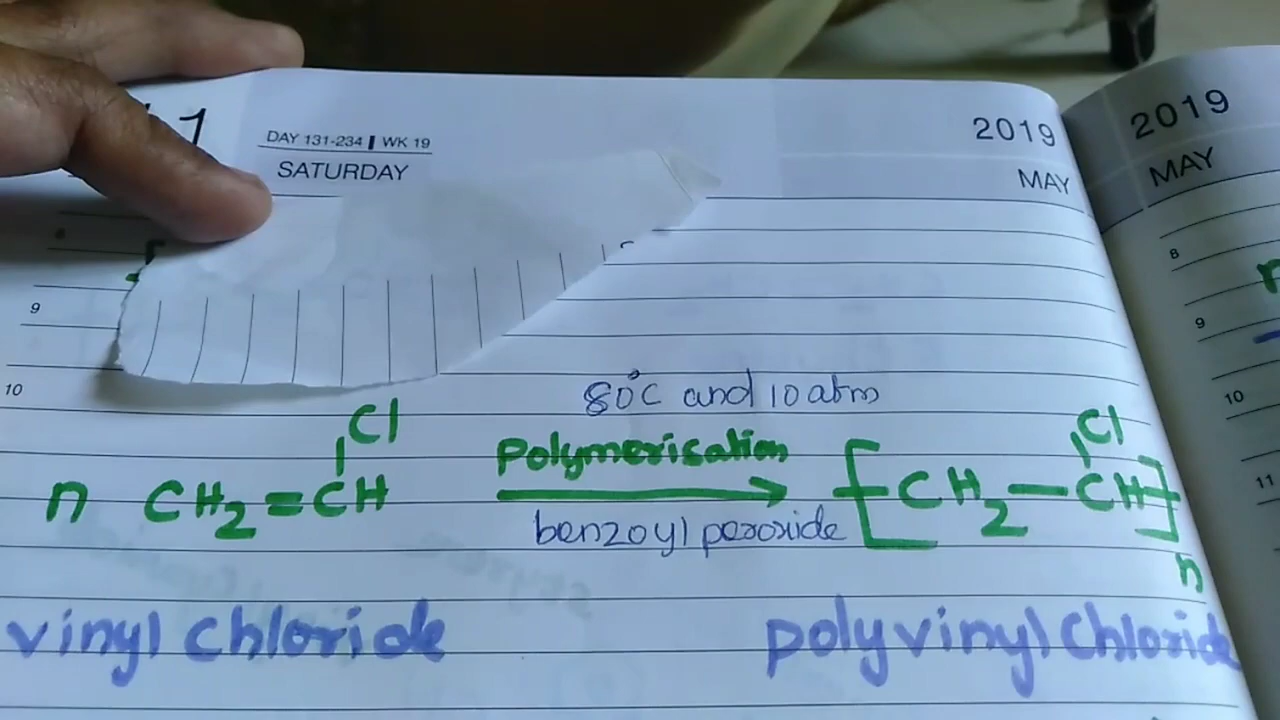 1
DAY 131-234 | WK 19
SATURDAY
2019
MAY
9
10
80°C and 10 atm
Cl
Polymerisation
n CH₂=CH
[CH₂-CH]n
Cl
benzoyl peroxide
vinyl chloride
polyvinyl chloride
2019
MAY
8
9
10
11